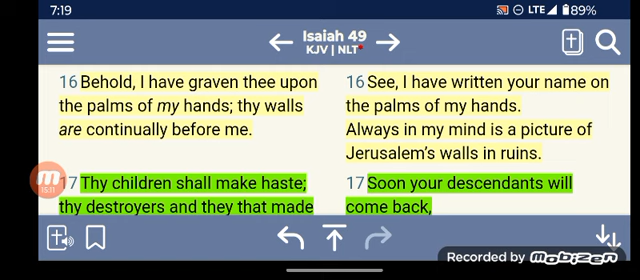 7:19
LTE 89%
Isaiah 49
KJV | NLT
16 Behold, I have graven thee upon
the palms of my hands; thy walls
are continually before me.
17 Thy children shall make haste;
thy destroyers and they that made
16 See, I have written your name on
the palms of my hands.
Always in my mind is a picture of
Jerusalem's walls in ruins.
17 Soon your descendants will
come back,
M
15:11
Recorded by Mobizen